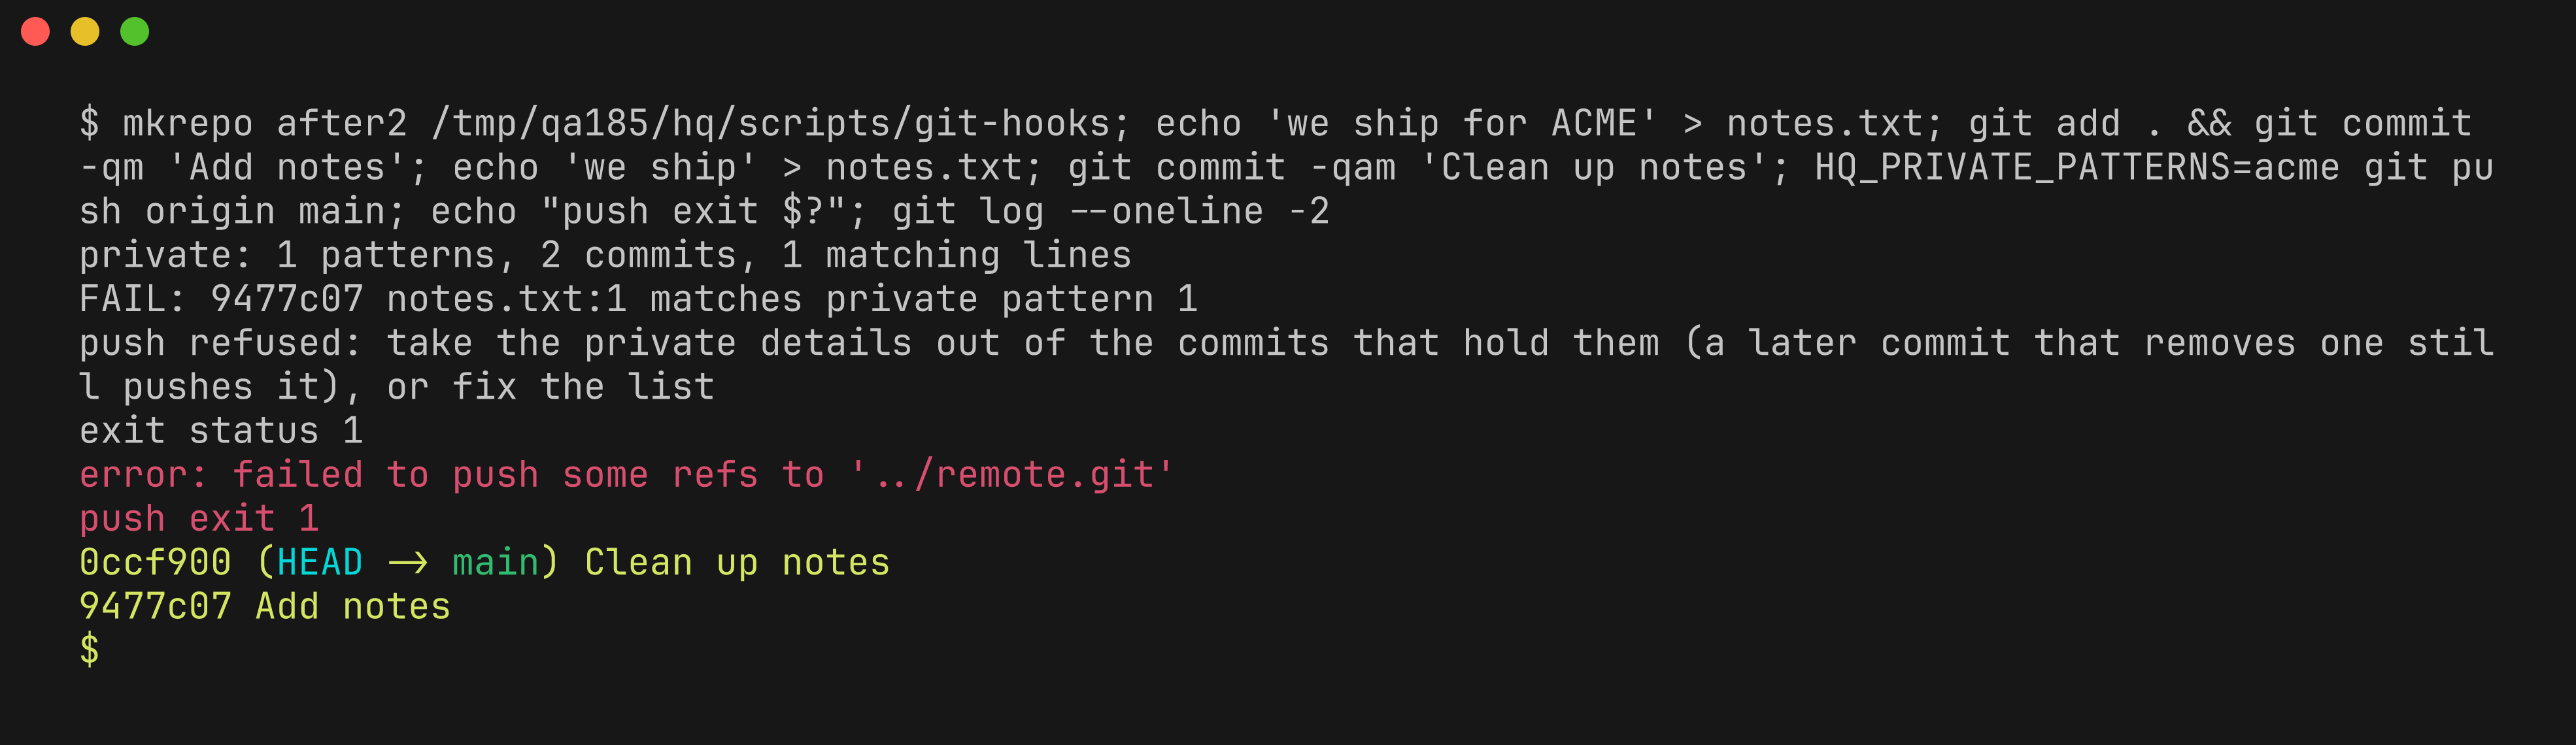 $ mkrepo after2 /tmp/qa185/hq/scripts/git-hooks; echo 'we ship for ACME' > notes.txt; git add . && git commit
-qm 'Add notes'; echo 'we ship' > notes.txt; git commit -qam 'Clean up notes'; HQ_PRIVATE_PATTERNS=acme git pu
sh origin main; echo "push exit $?"; git log --oneline -2
private: 1 patterns, 2 commits, 1 matching lines
FAIL: 9477c07 notes.txt:1 matches private pattern 1
push refused: take the private details out of the commits that hold them (a later commit that removes one stil
l pushes it), or fix the list
exit status 1
error: failed to push some refs to '../remote.git'
push exit 1
0ccf900 (HEAD -> main) Clean up notes
9477c07 Add notes
$